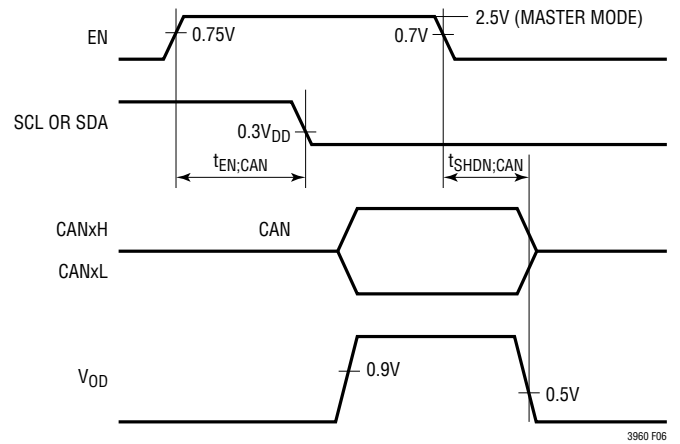 2.5V (MASTER MODE)
EN
0.75V
0.7V
SCL OR SDA
0.3VDD
tEN;CAN
tSHDN;CAN
CANxH
CAN
CANxL
VOD
0.9V
0.5V
3960 F06